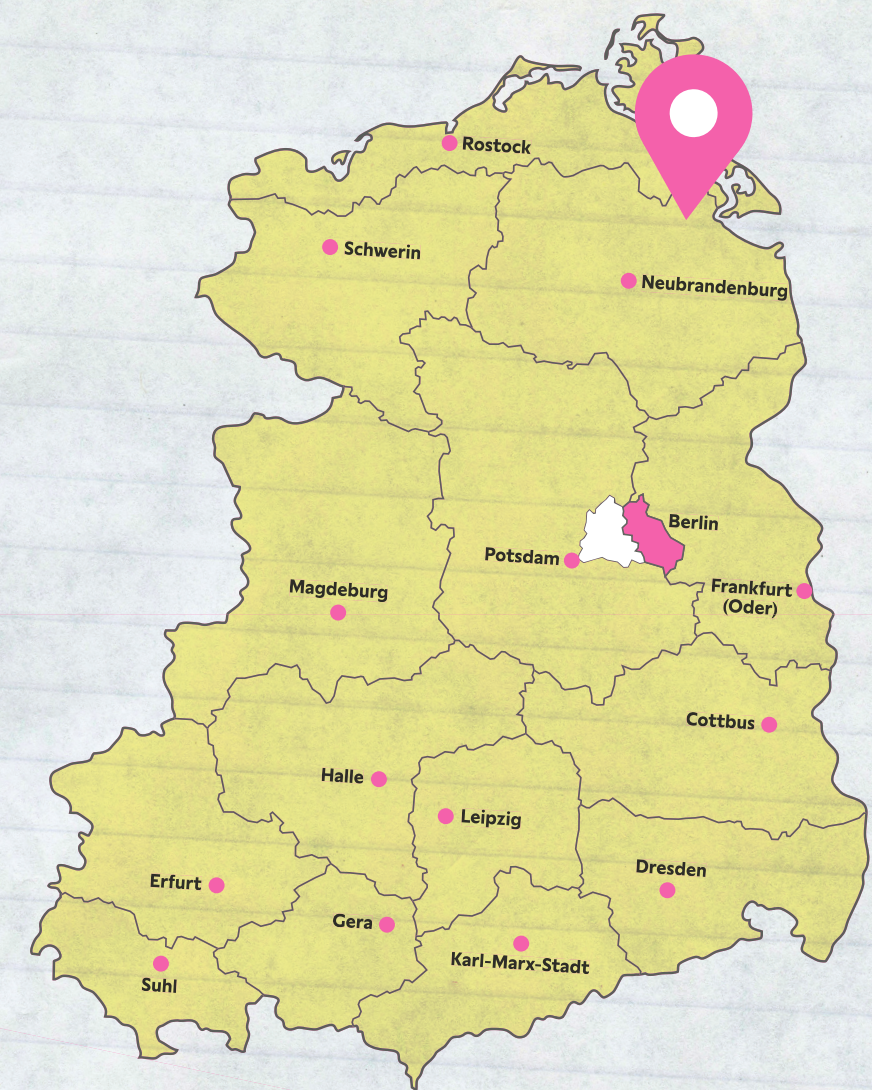 Rostock
Schwerin
Neubrandenburg
Berlin
Potsdam
Magdeburg
Frankfurt
(Oder)
Cottbus
Halle
Leipzig
Dresden
Erfurt
Gera
Karl-Marx-Stadt
Suhl